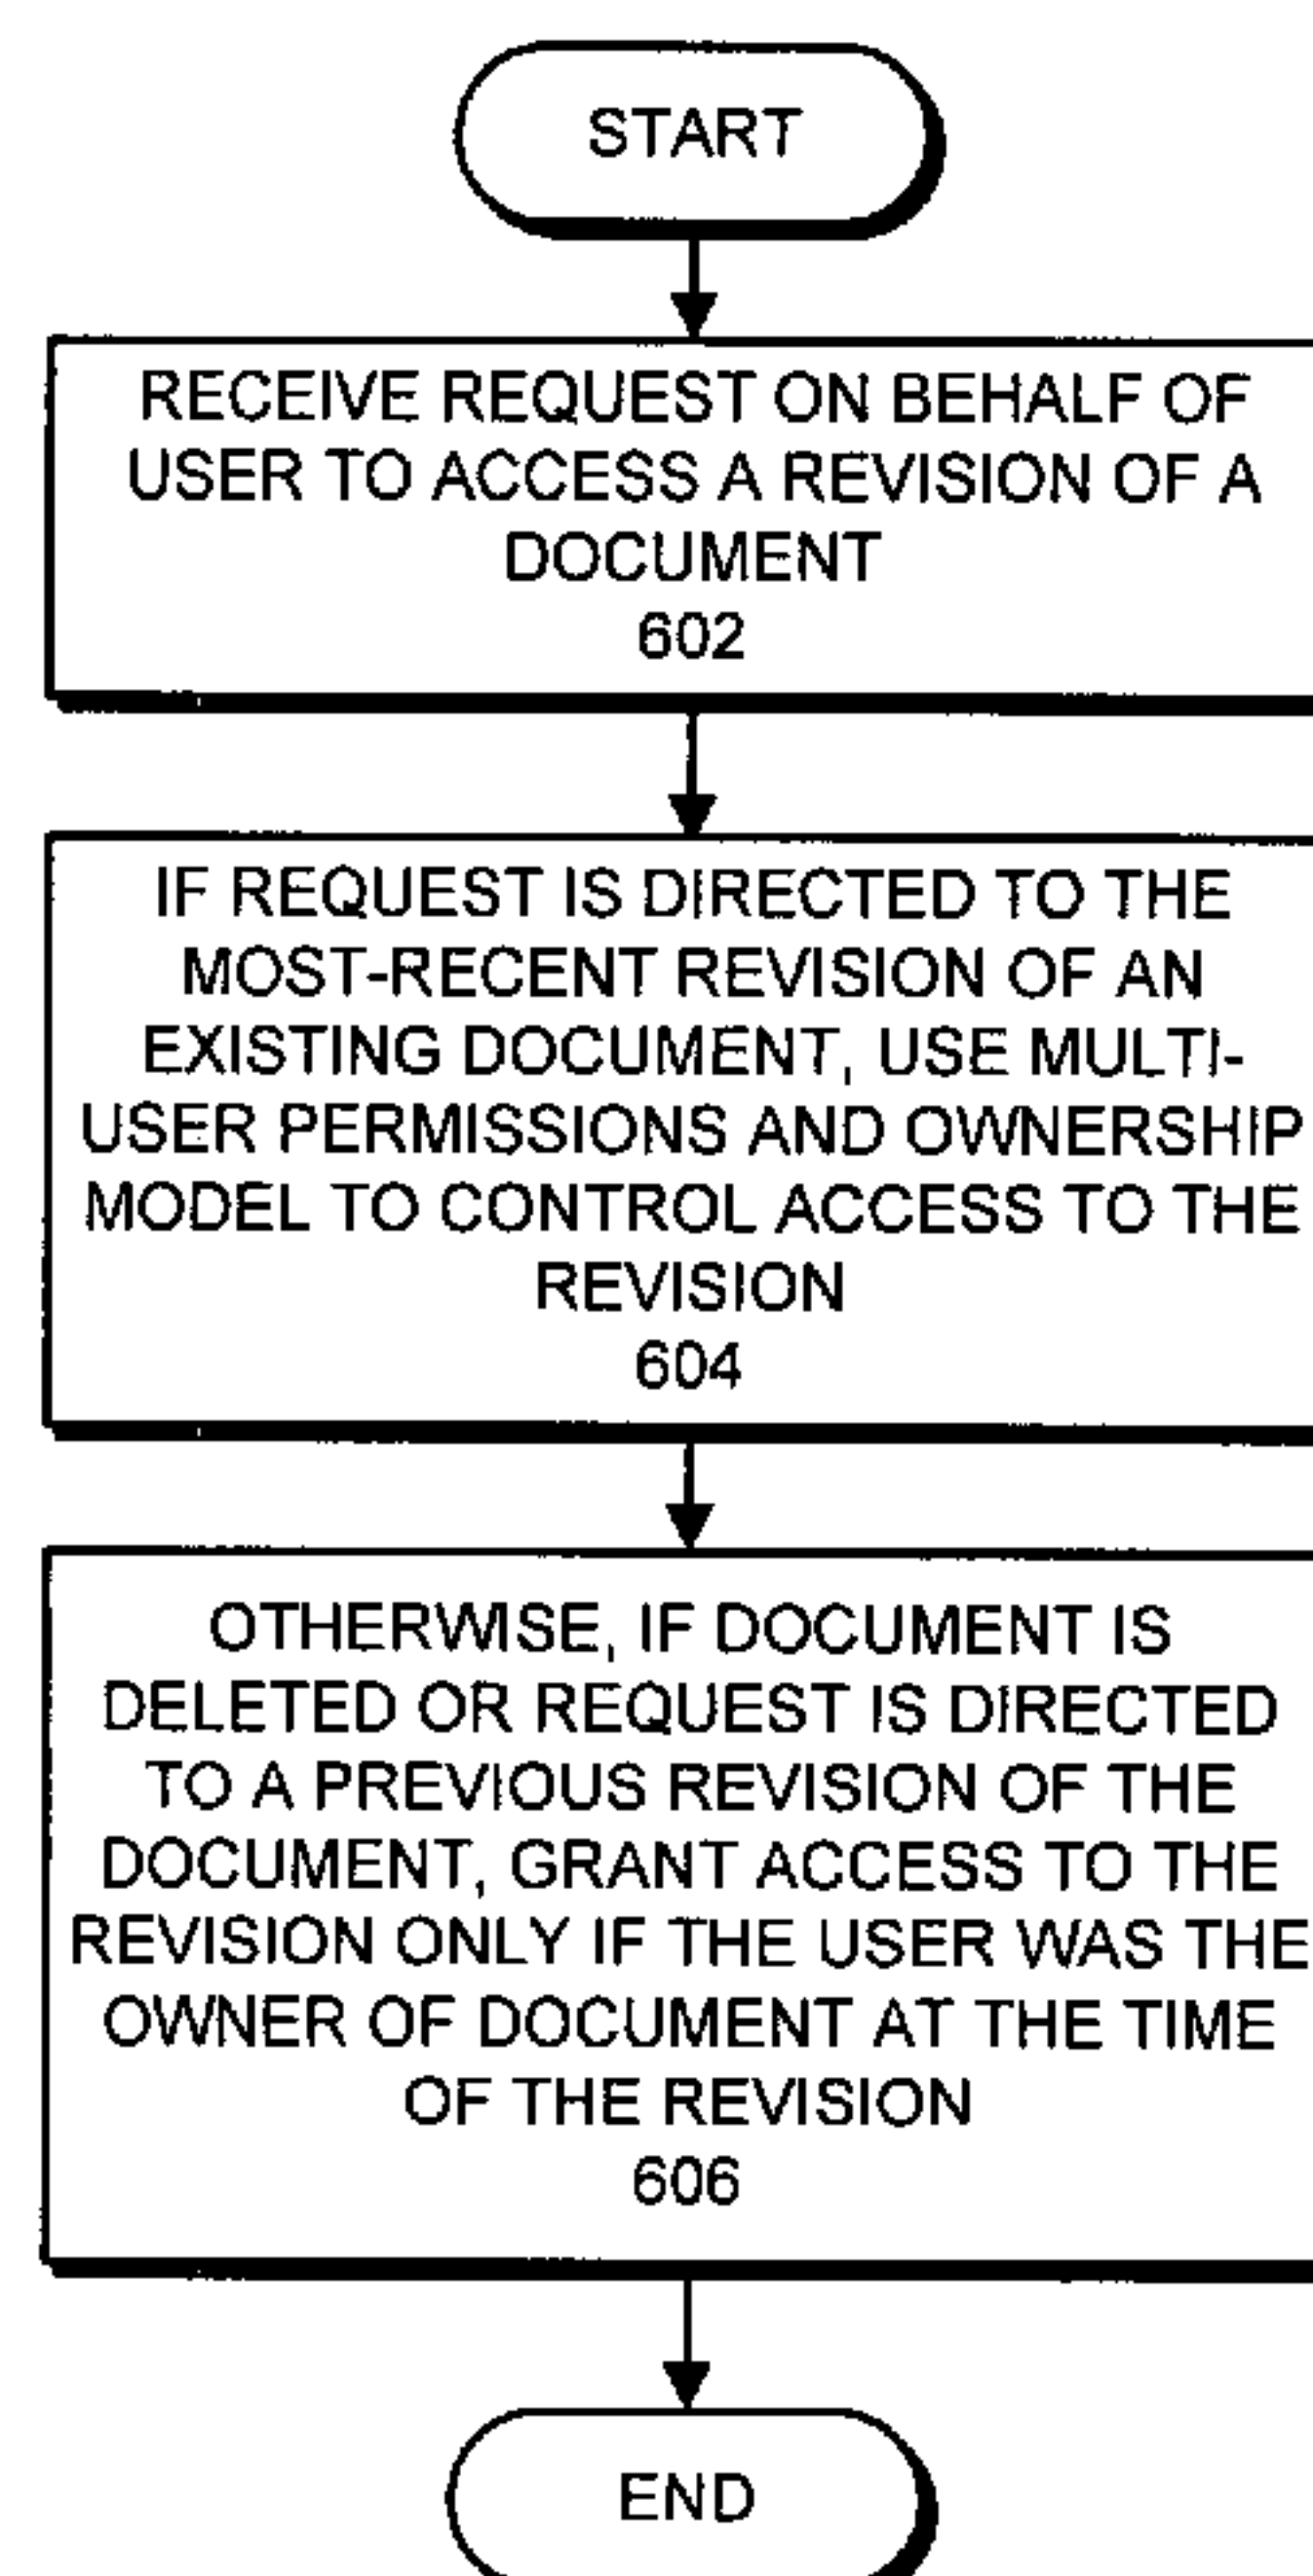 START
RECEIVE REQUEST ON BEHALF OF
USER TO ACCESS A REVISION OF A
DOCUMENT
602
IF REQUEST IS DIRECTED TO THE
MOST-RECENT REVISION OF AN
EXISTING DOCUMENT, USE MULTI-
USER PERMISSIONS AND OWNERSHIP
MODEL TO CONTROL ACCESS TO THE
REVISION
604
OTHERWISE, IF DOCUMENT IS
DELETED OR REQUEST IS DIRECTED
TO A PREVIOUS REVISION OF THE
DOCUMENT, GRANT ACCESS TO THE
REVISION ONLY IF THE USER WAS THE
OWNER OF DOCUMENT AT THE TIME
OF THE REVISION
606
END